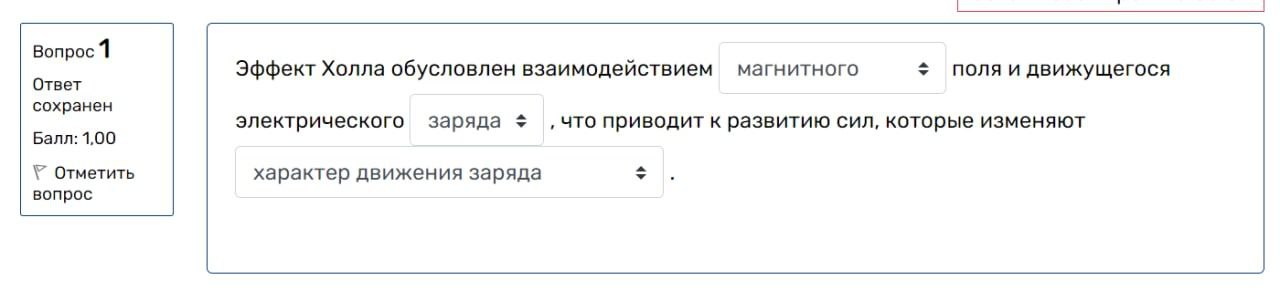 Вопрос 1
Ответ
сохранен
Балл: 1,00
Отметить
вопрос
Эффект Холла обусловлен взаимодействием магнитного поля и движущегося
электрического заряда , что приводит к развитию сил, которые изменяют
характер движения заряда .